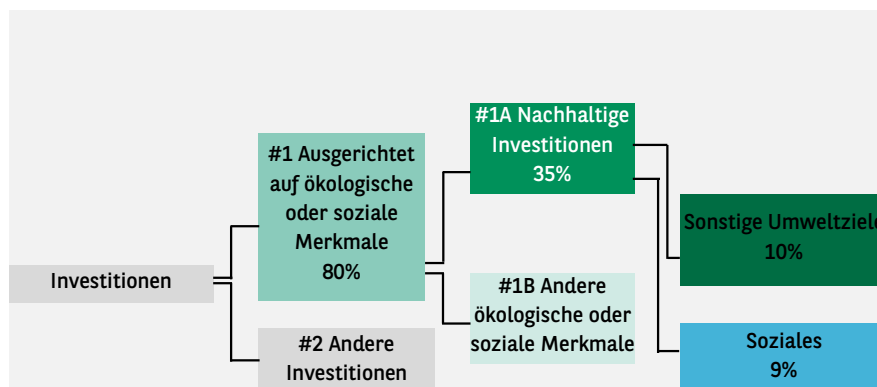 #1A Nachhaltige
Investitionen
35%
#1 Ausgerichtet
auf ökologische
oder soziale
Merkmale
80%
Sonstige Umweltziele
10%
Investitionen
#1B Andere
ökologische oder
soziale Merkmale
#2 Andere
Investitionen
Soziales
9%